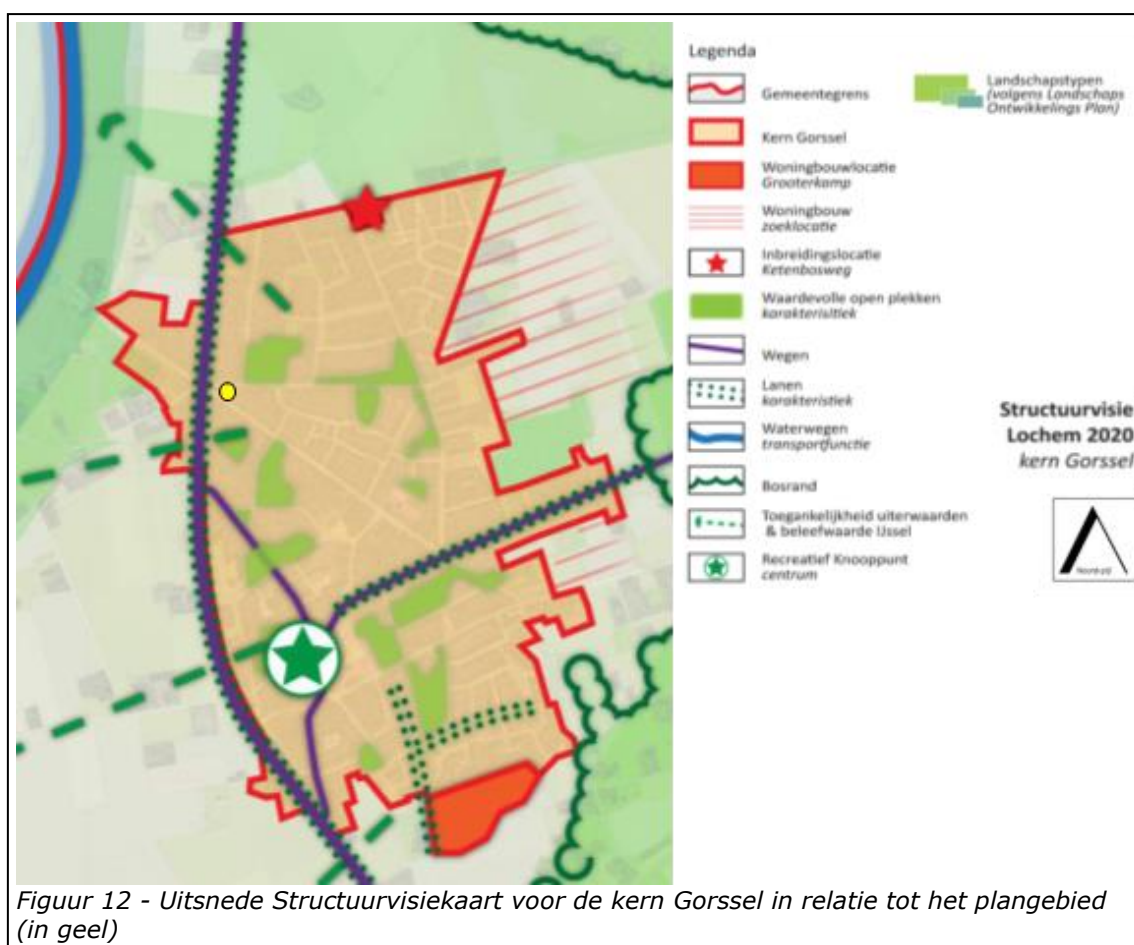 Legenda
Gemeentegrens
Kern Gorssel
Woningbouwlocatie
Grooterkamp
Woningbouw
zoeklocatie
Inbreidingslocatie
Ketenbosweg
Waardevolle open plekken
karakterisitiek
Wegen
Lanen
karakteristiek
Waterwegen
transportfunctie
Bosrand
Toegankelijkheid uiterwaarden
& beleefwaarde IJssel
Recreatief Knooppunt
centrum
Landschapstypen
(volgens Landschaps
Ontwikkelings Plan)
Structuurvisie
Lochem 2020
kern Gorssel
Figuur 12 - Uitsnede Structuurvisiekaart voor de kern Gorssel in relatie tot het plangebied
(in geel)